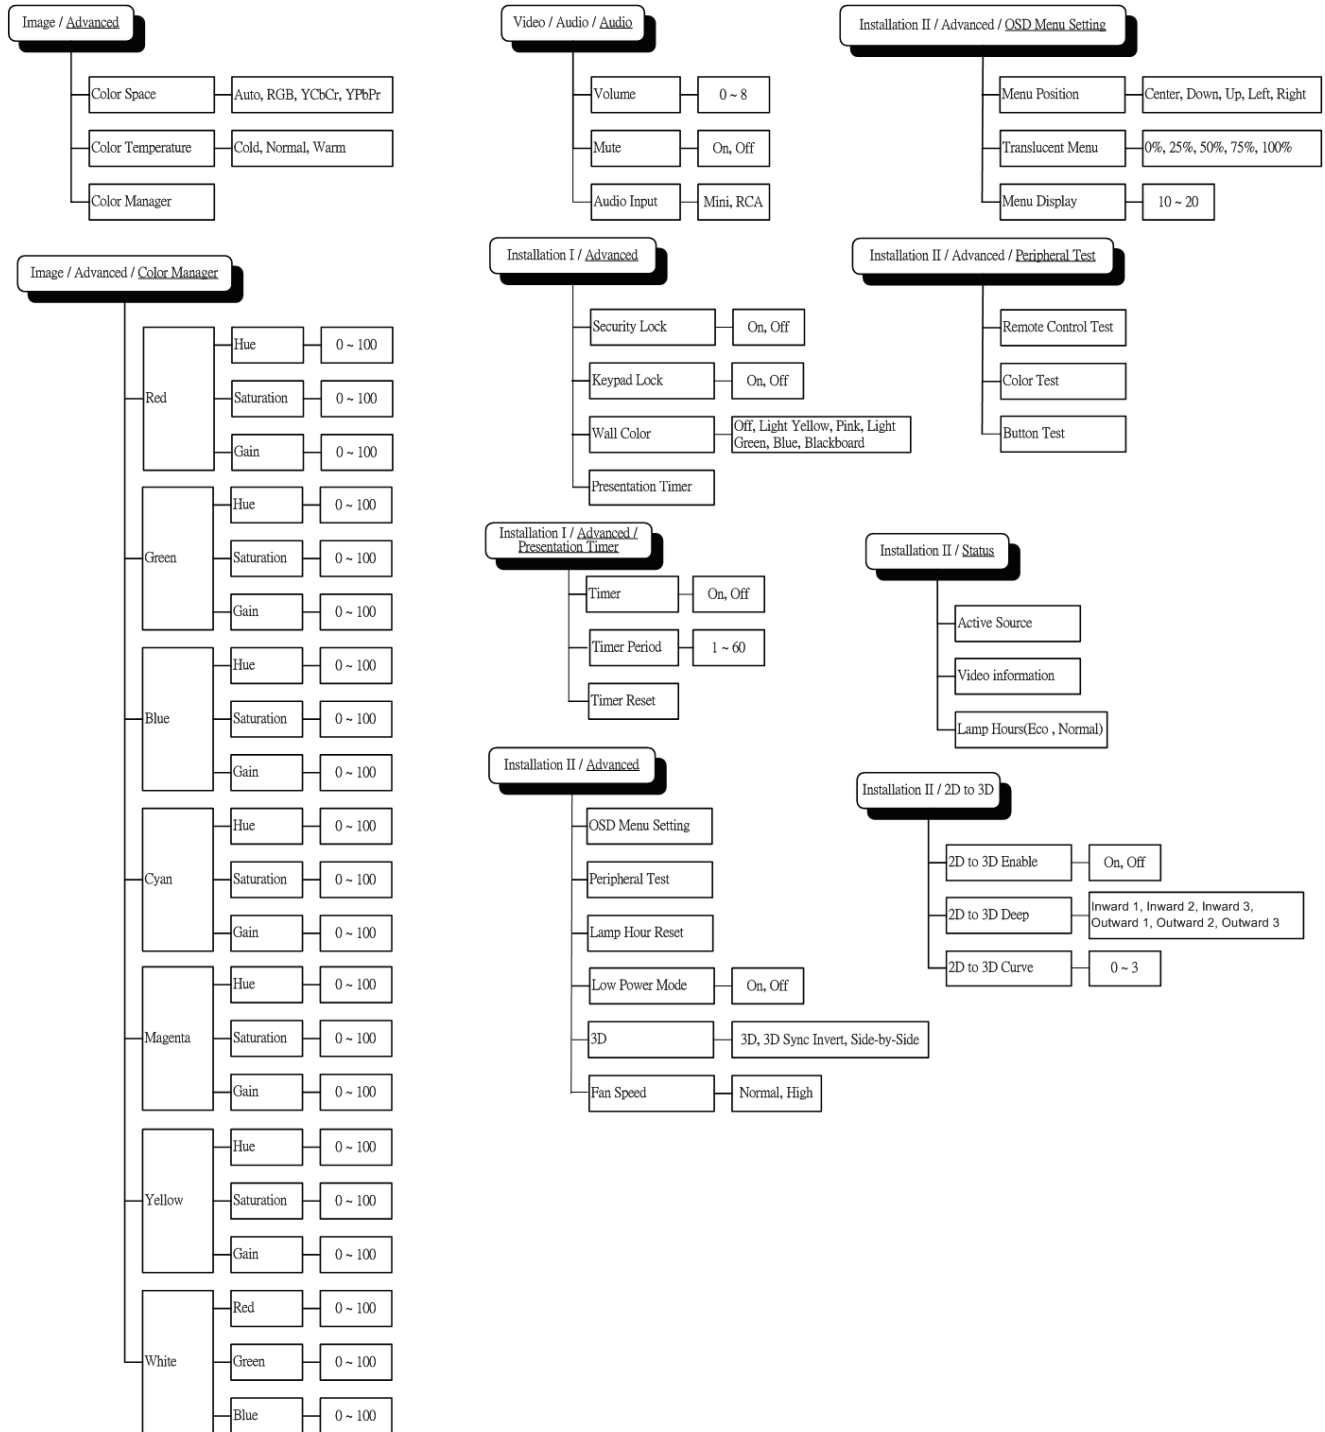 Image / Advanced
Color Space
Auto, RGB, YCbCr, YPbPr
Color Temperature
Cold, Normal, Warm
Color Manager
Image / Advanced / Color Manager
Red
Hue
0 ~ 100
Saturation
0 ~ 100
Gain
0 ~ 100
Green
Hue
0 ~ 100
Saturation
0 ~ 100
Gain
0 ~ 100
Blue
Hue
0 ~ 100
Saturation
0 ~ 100
Gain
0 ~ 100
Cyan
Hue
0 ~ 100
Saturation
0 ~ 100
Gain
0 ~ 100
Magenta
Hue
0 ~ 100
Saturation
0 ~ 100
Gain
0 ~ 100
Yellow
Hue
0 ~ 100
Saturation
0 ~ 100
Gain
0 ~ 100
White
Red
0 ~ 100
Green
0 ~ 100
Blue
0 ~ 100
Video / Audio / Audio
Volume
0 ~ 8
Mute
On, Off
Audio Input
Mini, RCA
Installation I / Advanced
Security Lock
On, Off
Keypad Lock
On, Off
Wall Color
Off, Light Yellow, Pink, Light
Green, Blue, Blackboard
Presentation Timer
Installation I / Advanced /
Presentation Timer
Timer
On, Off
Timer Period
1 ~ 60
Timer Reset
Installation II / Advanced
OSD Menu Setting
Peripheral Test
Lamp Hour Reset
Low Power Mode
On, Off
3D
3D, 3D Sync Invert, Side-by-Side
Fan Speed
Normal, High
Installation II / Advanced / OSD Menu Setting
Menu Position
Center, Down, Up, Left, Right
Translucent Menu
0%, 25%, 50%, 75%, 100%
Menu Display
10 ~ 20
Installation II / Advanced / Peripheral Test
Remote Control Test
Color Test
Button Test
Installation II / Status
Active Source
Video information
Lamp Hours(Eco , Normal)
Installation II / 2D to 3D
2D to 3D Enable
On, Off
2D to 3D Deep
Inward 1, Inward 2, Inward 3,
Outward 1, Outward 2, Outward 3
2D to 3D Curve
0 ~ 3